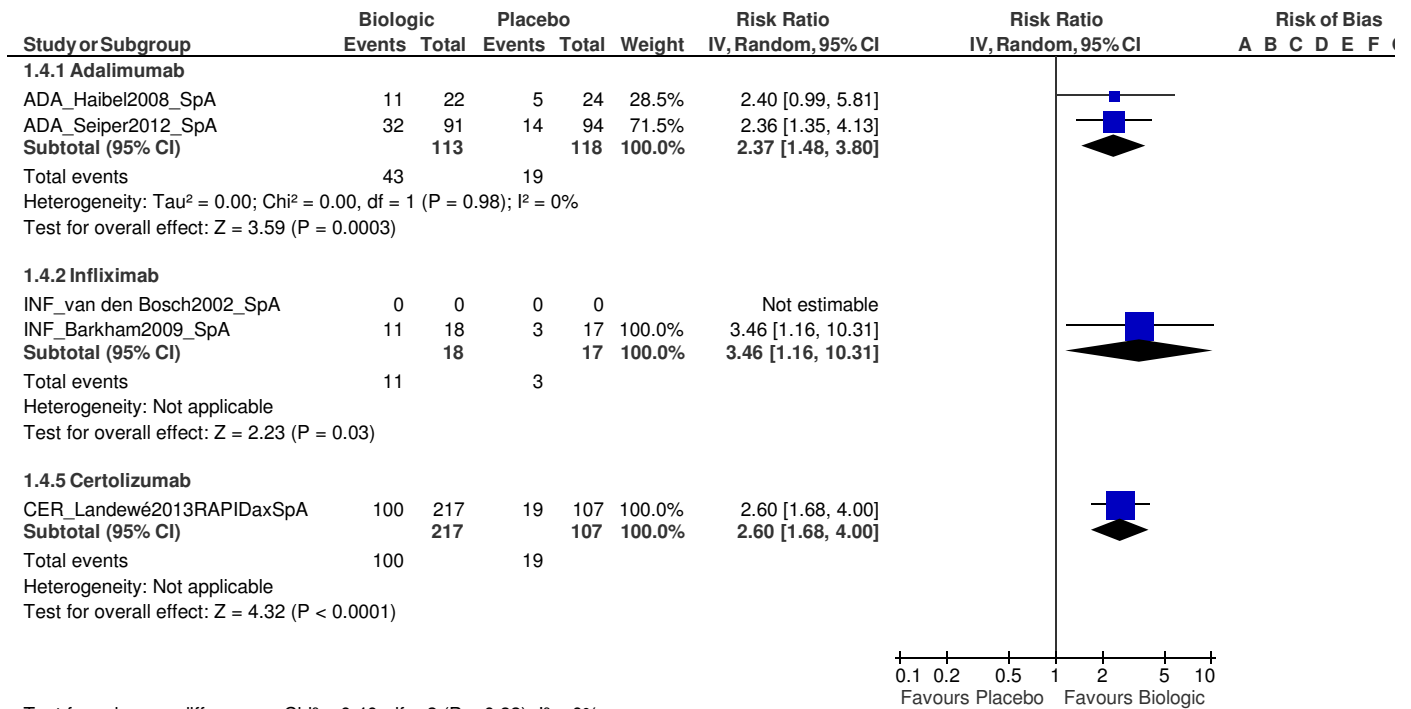 Biologic Placebo Risk Ratio Risk Ratio Risk of Bias
Study or Subgroup Events Total Events Total Weight IV, Random, 95% CI IV, Random, 95% CI A B C D E F
1.4.1 Adalimumab
ADA_Haibel2008_SpA 11 22 5 24 28.5% 2.40 [0.99, 5.81]
ADA_Seiper2012_SpA 32 91 14 94 71.5% 2.36 [1.35, 4.13]
Subtotal (95% CI) 113 118 100.0% 2.37 [1.48, 3.80]
Total events 43 19
Heterogeneity: Tau² = 0.00; Chi² = 0.00, df = 1 (P = 0.98); I² = 0%
Test for overall effect: Z = 3.59 (P = 0.0003)
1.4.2 Infliximab
INF_van den Bosch2002_SpA 0 0 0 0 Not estimable
INF_Barkham2009_SpA 11 18 3 17 100.0% 3.46 [1.16, 10.31]
Subtotal (95% CI) 18 17 100.0% 3.46 [1.16, 10.31]
Total events 11 3
Heterogeneity: Not applicable
Test for overall effect: Z = 2.23 (P = 0.03)
1.4.5 Certolizumab
CER_Landewé2013RAPIDaxSpA 100 217 19 107 100.0% 2.60 [1.68, 4.00]
Subtotal (95% CI) 217 107 100.0% 2.60 [1.68, 4.00]
Total events 100 19
Heterogeneity: Not applicable
Test for overall effect: Z = 4.32 (P < 0.0001)
0.1 0.2 0.5 1 2 5 10
Favours Placebo Favours Biologic